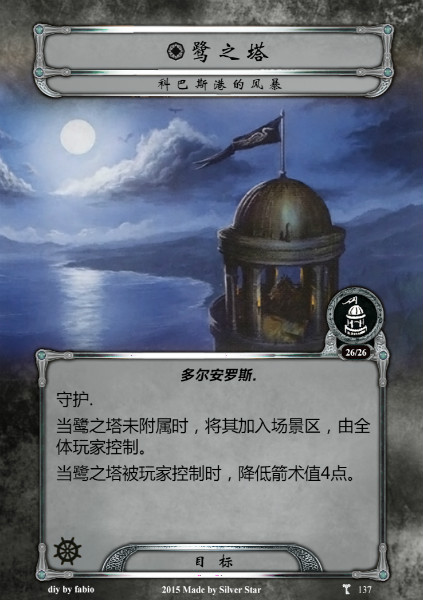 鹭之塔
科巴斯港的风暴
26/26
多尔安罗斯.
守护.
当鹭之塔未附属时，将其加入场景区，由全
体玩家控制。
当鹭之塔被玩家控制时，降低箭术值4点。
目标
diy by fabio
2015 Made by Silver Star
137